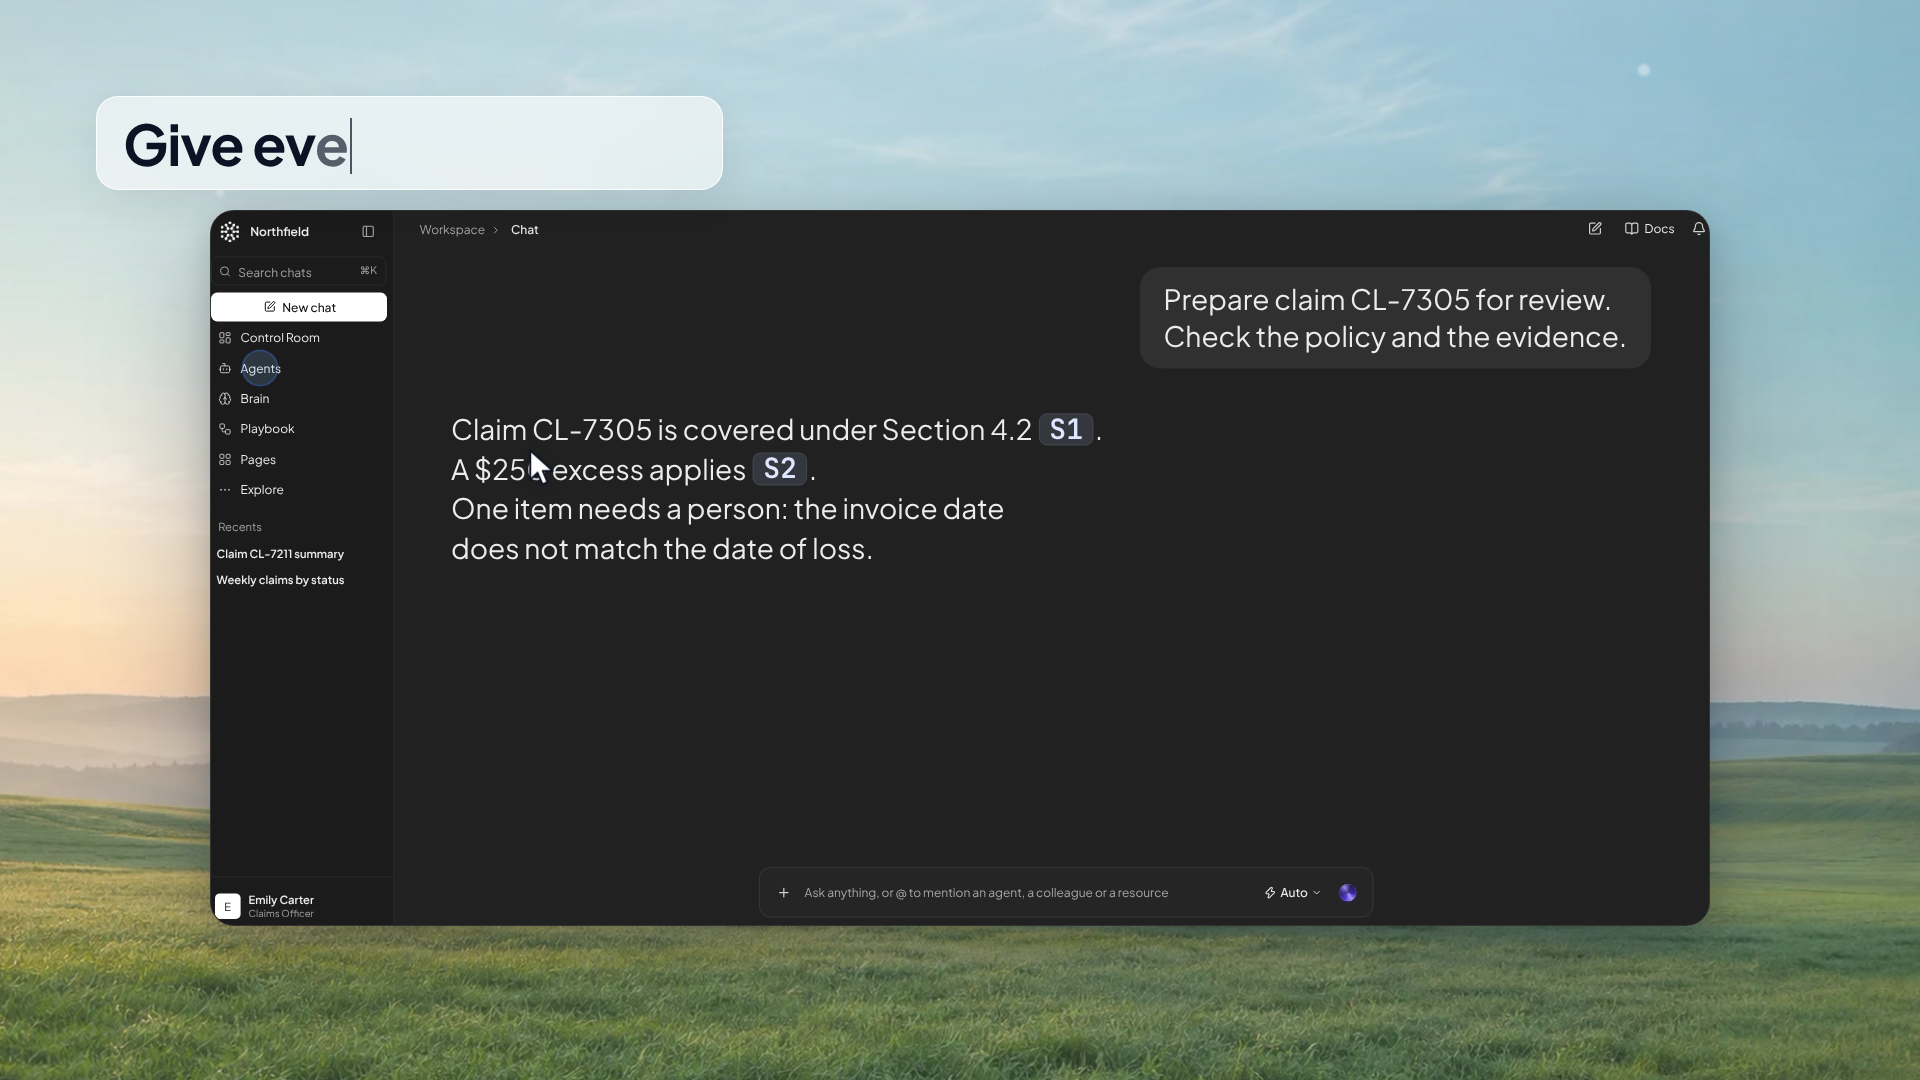 Give eve
Northfield
Workspace > Chat
Docs
Search chats ⌘K
New chat
Control Room
Agents
Brain
Playbook
Pages
Explore
Recents
Claim CL-7211 summary
Weekly claims by status
Prepare claim CL-7305 for review.
Check the policy and the evidence.
Claim CL-7305 is covered under Section 4.2 S1 .
A excess applies S2 .
One item needs a person: the invoice date
does not match the date of loss.
Ask anything, or @ to mention an agent, a colleague or a resource
Auto
E
Emily Carter
Claims Officer